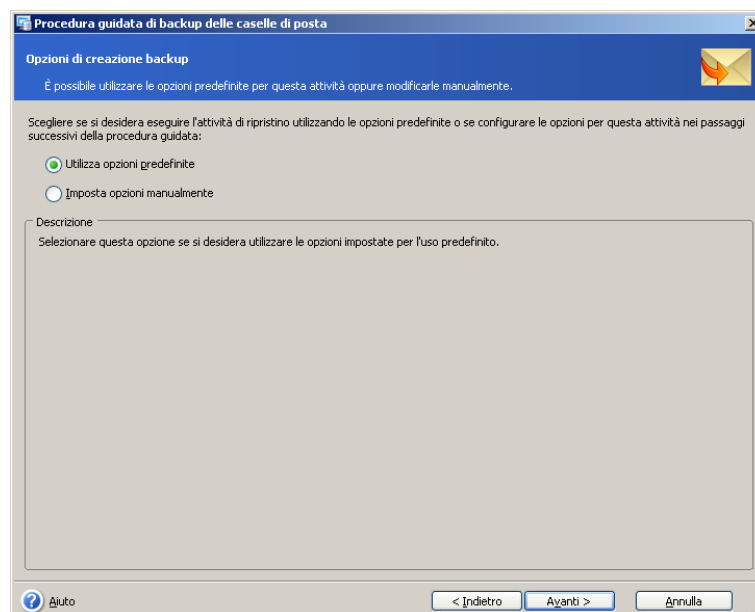 Procedura guidata di backup delle caselle di posta
Opzioni di creazione backup
È possibile utilizzare le opzioni predefinite per questa attività oppure modificarle manualmente.
Scegliere se si desidera eseguire l'attività di ripristino utilizzando le opzioni predefinite o se configurare le opzioni per questa attività nei passaggi
successivi della procedura guidata:
Utilizza opzioni predefinite
Imposta opzioni manualmente
Descrizione
Selezionare questa opzione se si desidera utilizzare le opzioni impostate per l'uso predefinito.
Aiuto
< Indietro
Avanti >
Annulla